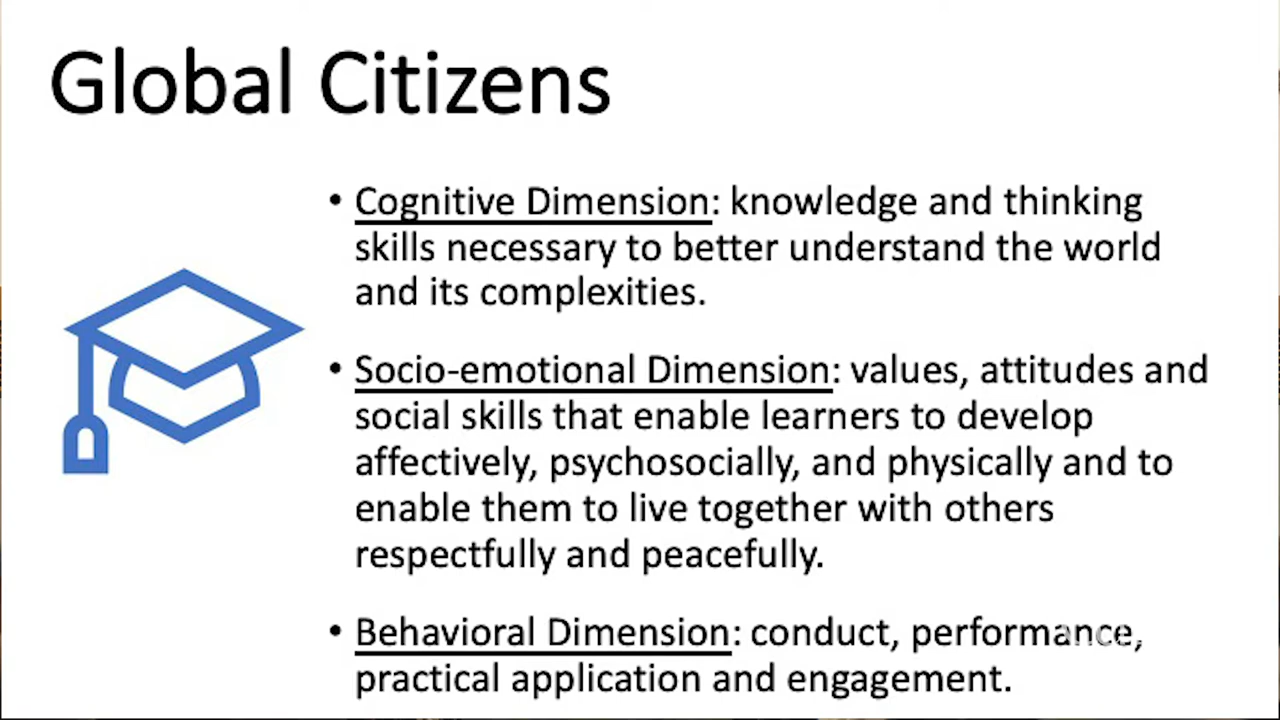 Global Citizens
• Cognitive Dimension: knowledge and thinking
skills necessary to better understand the world
and its complexities.
• Socio-emotional Dimension: values, attitudes and
social skills that enable learners to develop
affectively, psychosocially, and physically and to
enable them to live together with others
respectfully and peacefully.
• Behavioral Dimension: conduct, performance,
practical application and engagement.